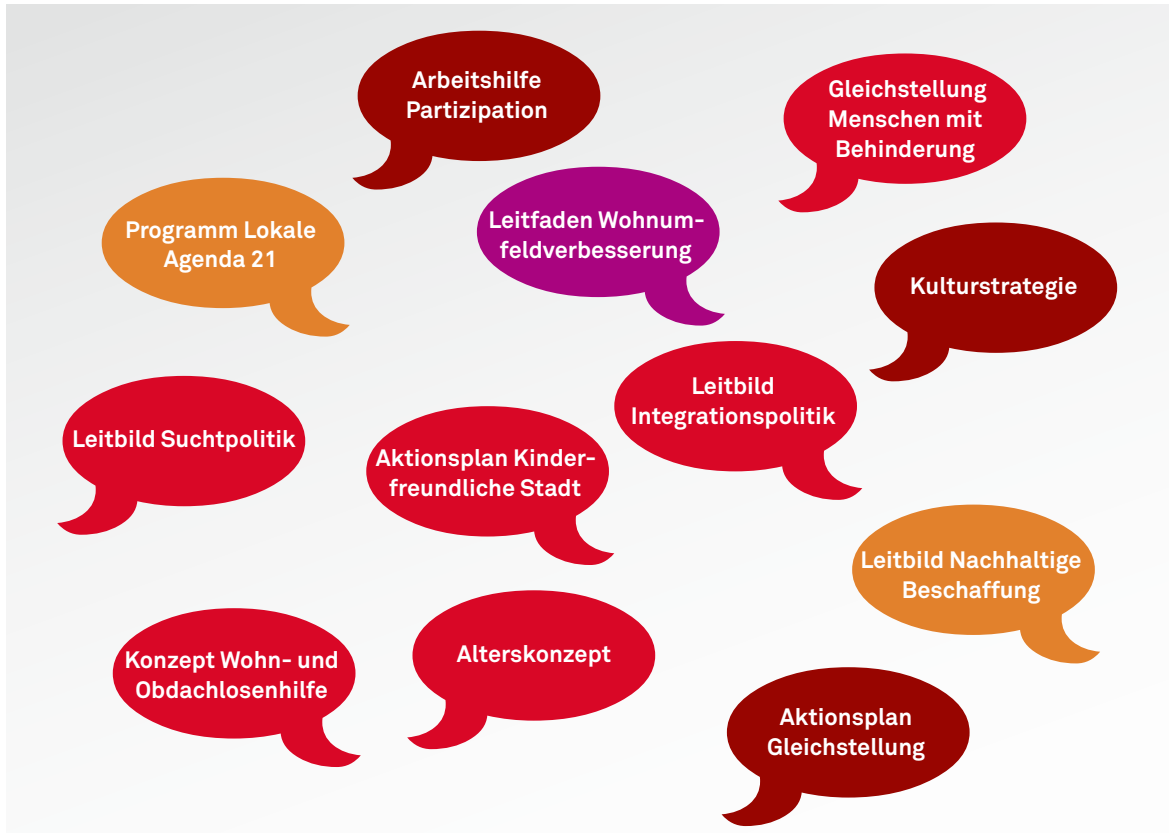 Arbeitshilfe
Partizipation
Gleichstellung
Menschen mit
Behinderung
Programm Lokale
Agenda 21
Leitfaden Wohnum-
feldverbesserung
Kulturstrategie
Leitbild
Integrationspolitik
Leitbild Suchtpolitik
Aktionsplan Kinder-
freundliche Stadt
Leitbild Nachhaltige
Beschaffung
Konzept Wohn- und
Obdachlosenhilfe
Alterskonzept
Aktionsplan
Gleichstellung